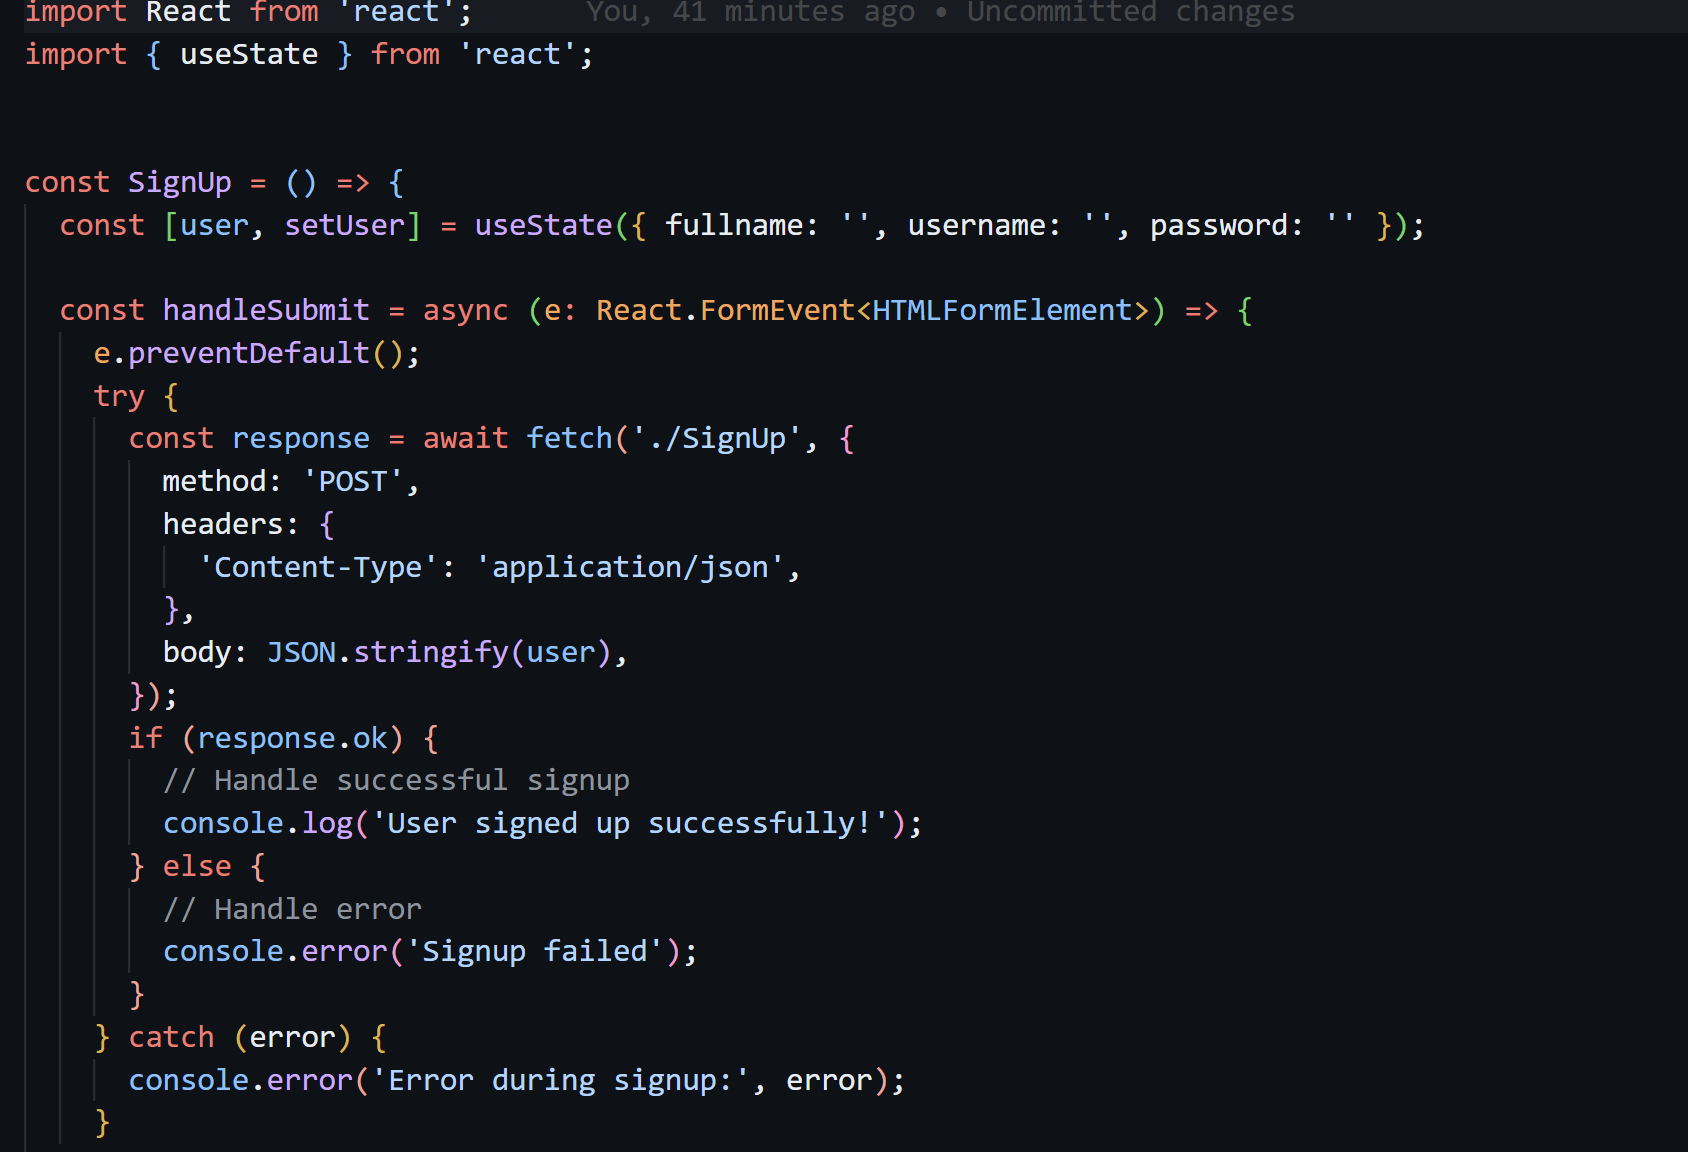 import React from 'react';      You, 41 minutes ago • Uncommitted changes
import { useState } from 'react';
const SignUp = () => {
  const [user, setUser] = useState({ fullname: '', username: '', password: '' });
  const handleSubmit = async (e: React.FormEvent<HTMLFormElement>) => {
    e.preventDefault();
    try {
      const response = await fetch('./SignUp', {
        method: 'POST',
        headers: {
          'Content-Type': 'application/json',
        },
        body: JSON.stringify(user),
      });
      if (response.ok) {
        // Handle successful signup
        console.log('User signed up successfully!');
      } else {
        // Handle error
        console.error('Signup failed');
      }
    } catch (error) {
      console.error('Error during signup:', error);
    }